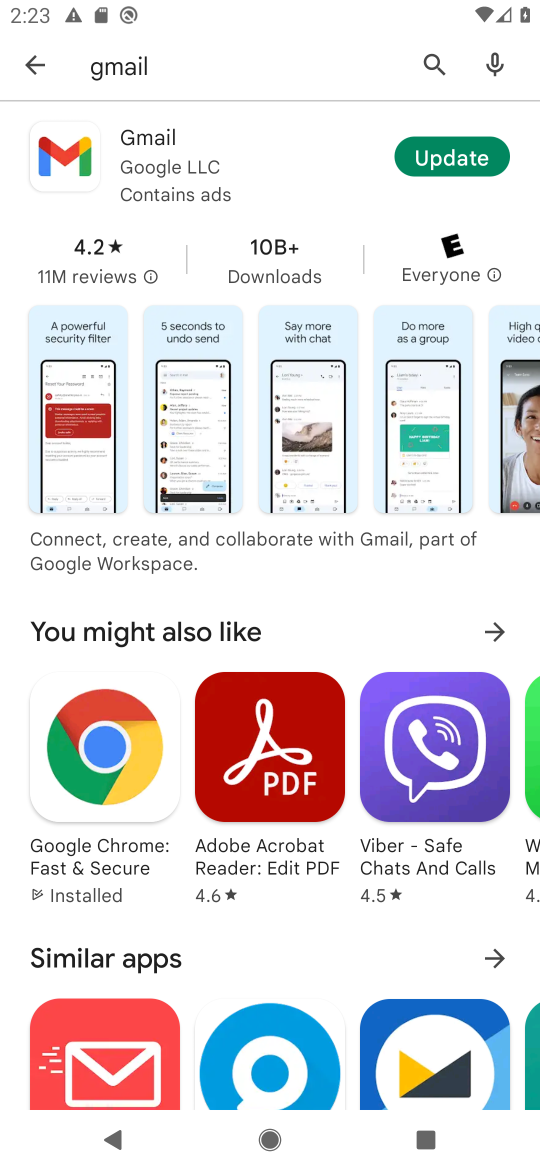 2:23
gmail
Gmail
Google LLC
Contains ads
Update
4.2★
11M reviews
10B+
Downloads
E
Everyone
A powerful
security filter
5 seconds to
undo send
Say more
with chat
Do more
as a group
High q
video c
Connect, create, and collaborate with Gmail, part of
Google Workspace.
You might also like
PDF
Google Chrome:
Fast & Secure
Installed
Adobe Acrobat
Reader: Edit PDF
4.6★
Viber - Safe
Chats And Calls
4.5★
W
M
4.
Similar apps